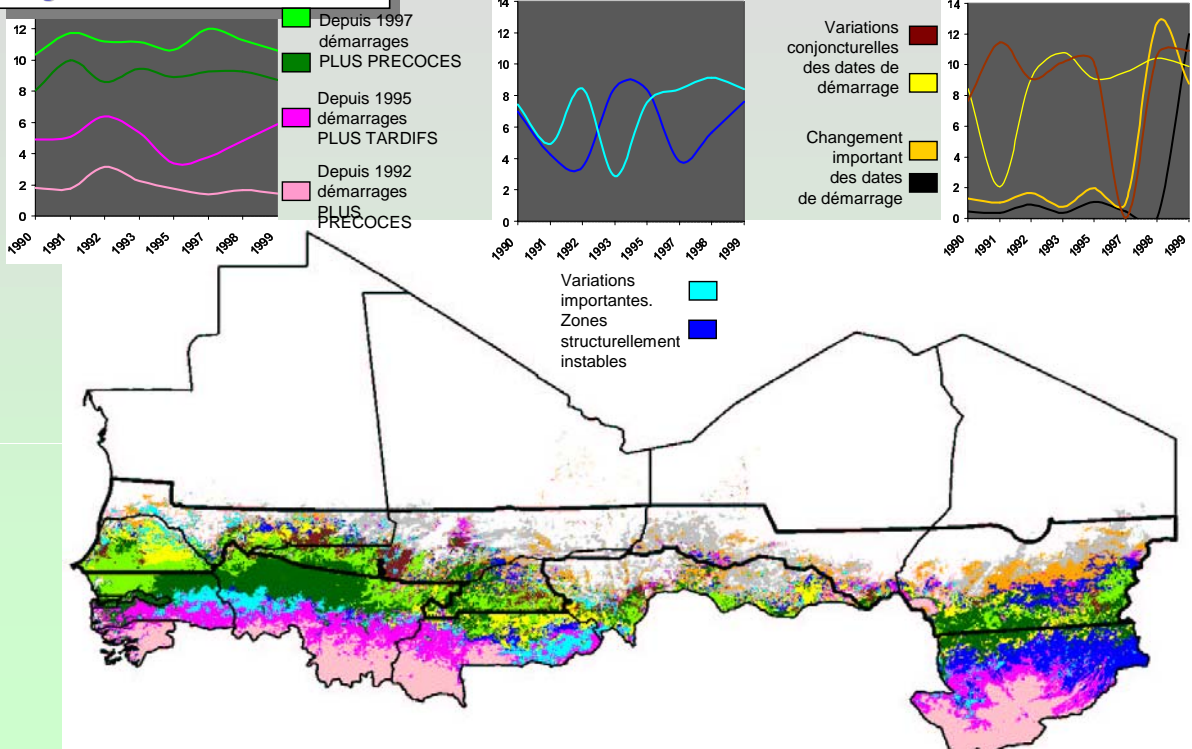 12
10
8
6
4
2
0
1990
1991
1992
1993
1995
1997
1998
1999
Depuis 1997
démarrages
PLUS PRECOCES
Depuis 1995
démarrages
PLUS TARDIFS
Depuis 1992
démarrages
PLUS
PRECOCES
14
12
10
8
6
4
2
0
1990
1991
1992
1993
1995
1997
1998
1999
Variations
importantes.
Zones
structurellement
instables
Variations
conjoncturelles
des dates de
démarrage
Changement
important
des dates
de démarrage
14
12
10
8
6
4
2
0
1990
1991
1992
1993
1995
1997
1998
1999